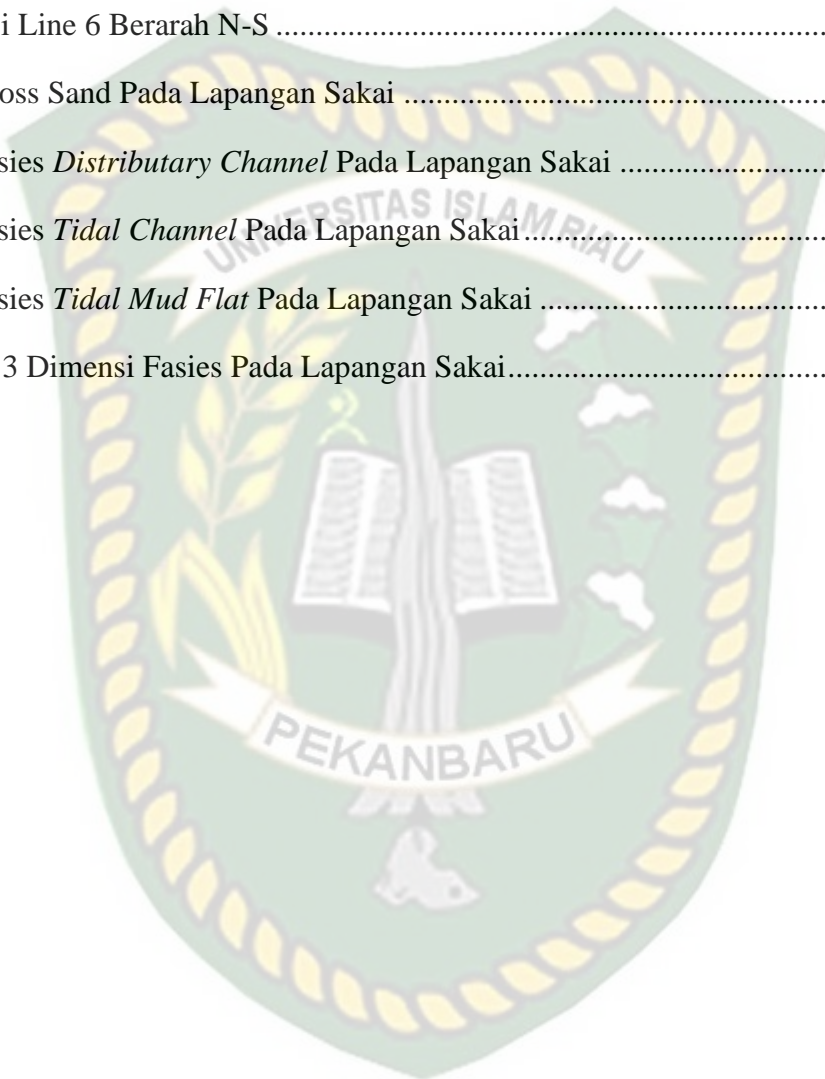 i Line 6 Berarah N-S ........................................................................
oss Sand Pada Lapangan Sakai ......................................................
sies Distributary Channel Pada Lapangan Sakai ..........................
sies Tidal Channel Pada Lapangan Sakai.......................................
sies Tidal Mud Flat Pada Lapangan Sakai .....................................
3 Dimensi Fasies Pada Lapangan Sakai.........................................
UNIVERSITAS ISLAM RIAU
PEKANBARU